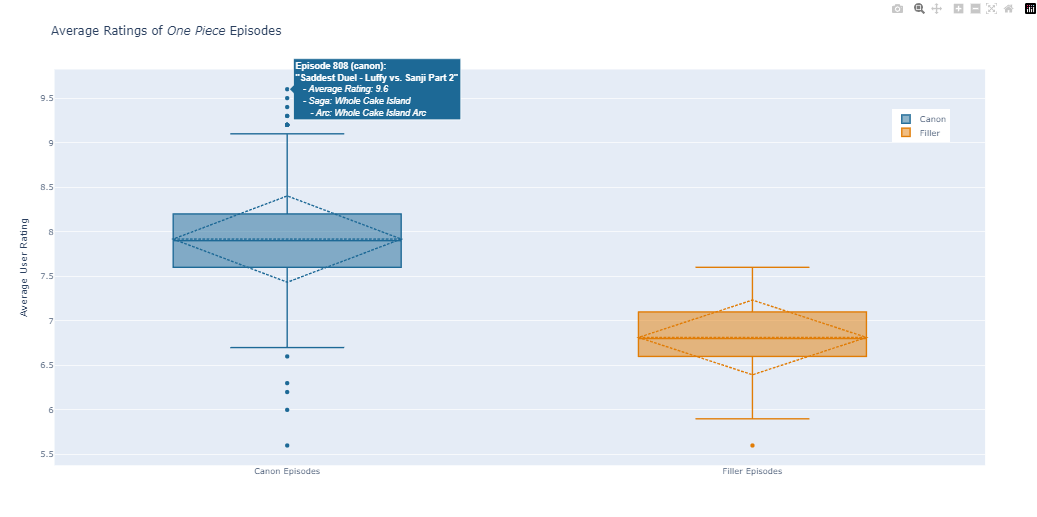 Average Ratings of One Piece Episodes
Episode 808 (canon):
"Saddest Duel - Luffy vs. Sanji Part 2"
- Average Rating: 9.6
- Saga: Whole Cake Island
- Arc: Whole Cake Island Arc
Canon
Filler
9.5
9
8.5
8
7.5
7
6.5
6
5.5
Average User Rating
Canon Episodes
Filler Episodes